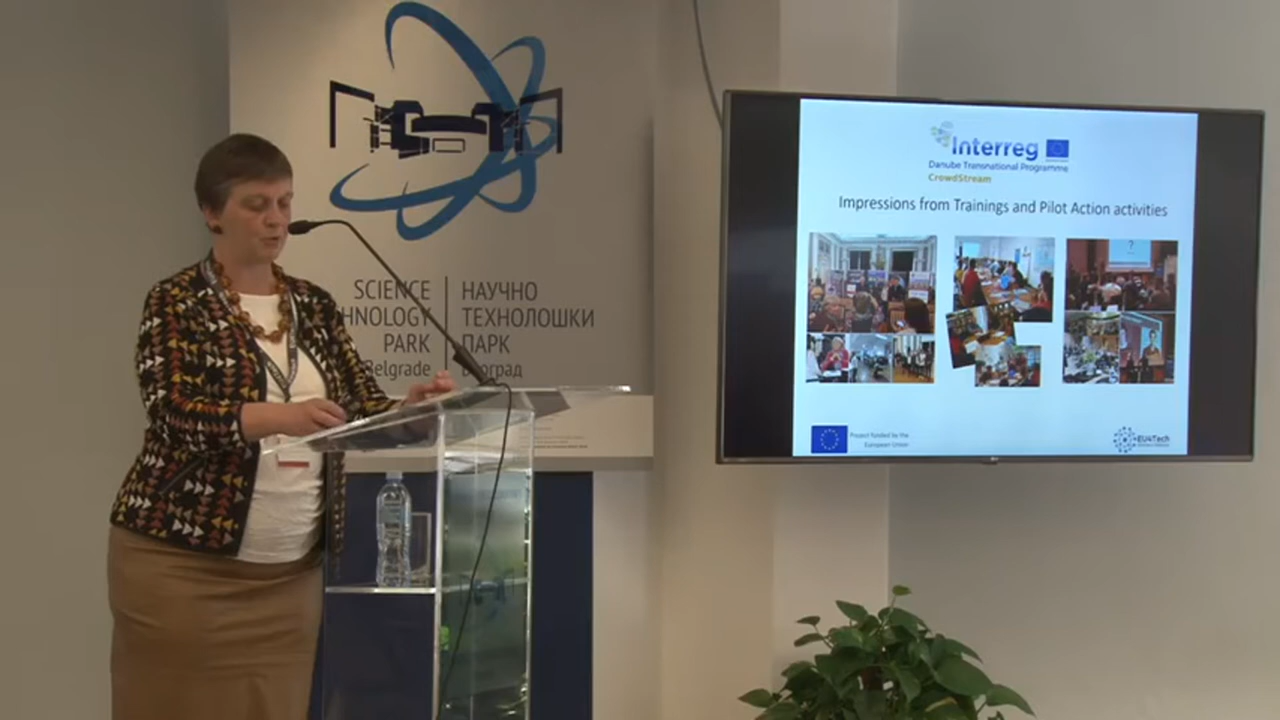 SCIENCE
HNOLOGY
PARK
Belgrade
НАУЧНО
ТЕХНОЛОШКИ
ПАРК
Београд
Interreg
Danube Transnational Programme
CrowdStream
Impressions from Trainings and Pilot Action activities
?
Project funded by the
European Union
EU4Tech